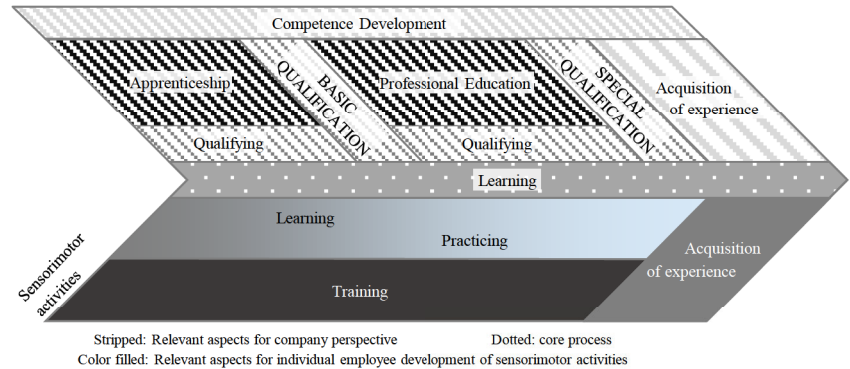 Competence Development
Apprenticeship
BASIC
QUALIFICATION
Professional Education
SPECIAL
QUALIFICATION
Acquisition
of experience
Qualifying
Qualifying
Learning
Learning
Practicing
Training
Acquisition
of experience
Sensorimotor
activities
Stripped: Relevant aspects for company perspective
Dotted: core process
Color filled: Relevant aspects for individual employee development of sensorimotor activities